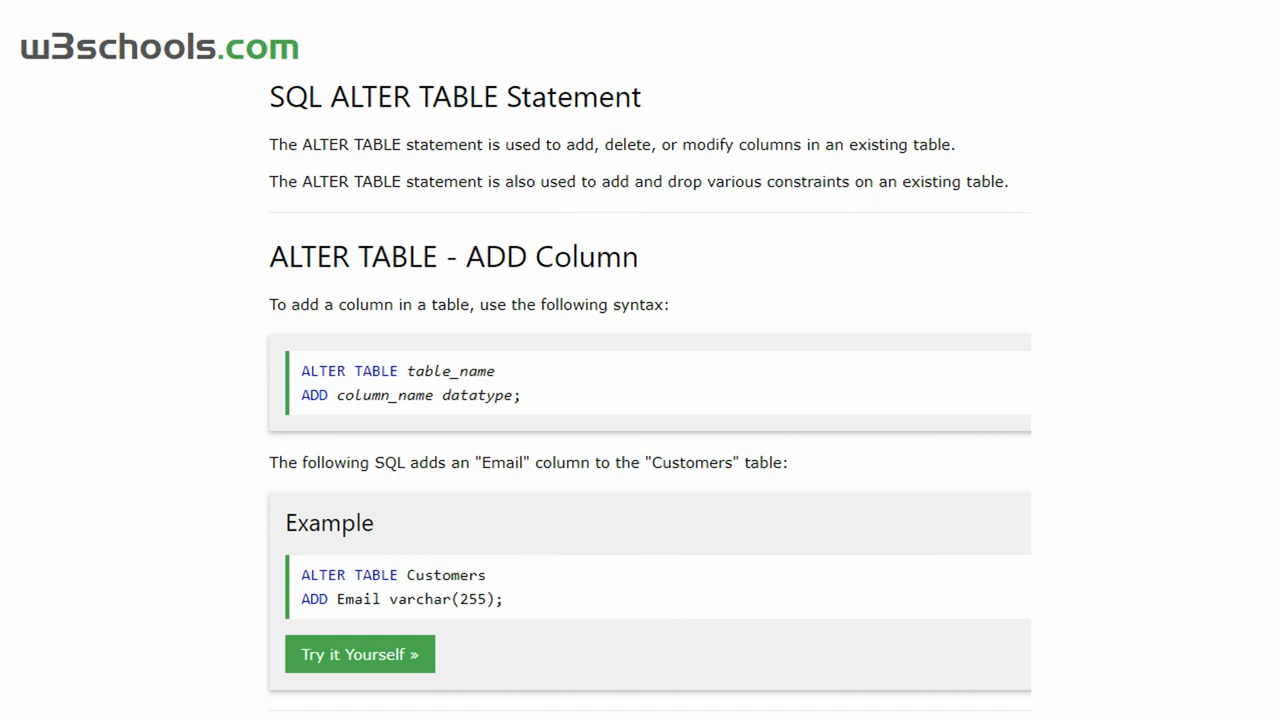 w3schools.com
SQL ALTER TABLE Statement
The ALTER TABLE statement is used to add, delete, or modify columns in an existing table.
The ALTER TABLE statement is also used to add and drop various constraints on an existing table.
ALTER TABLE - ADD Column
To add a column in a table, use the following syntax:
ALTER TABLE table_name
ADD column_name datatype;
The following SQL adds an "Email" column to the "Customers" table:
Example
ALTER TABLE Customers
ADD Email varchar(255);
Try it Yourself »